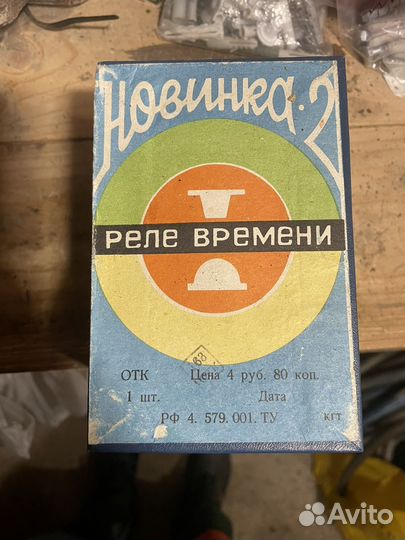 Новинка-2
РЕЛЕ ВРЕМЕНИ
ОТК Цена 4 руб. 80 коп.
1 шт. Дата
РФ 4. 579. 001. ТУ кгт
Avito